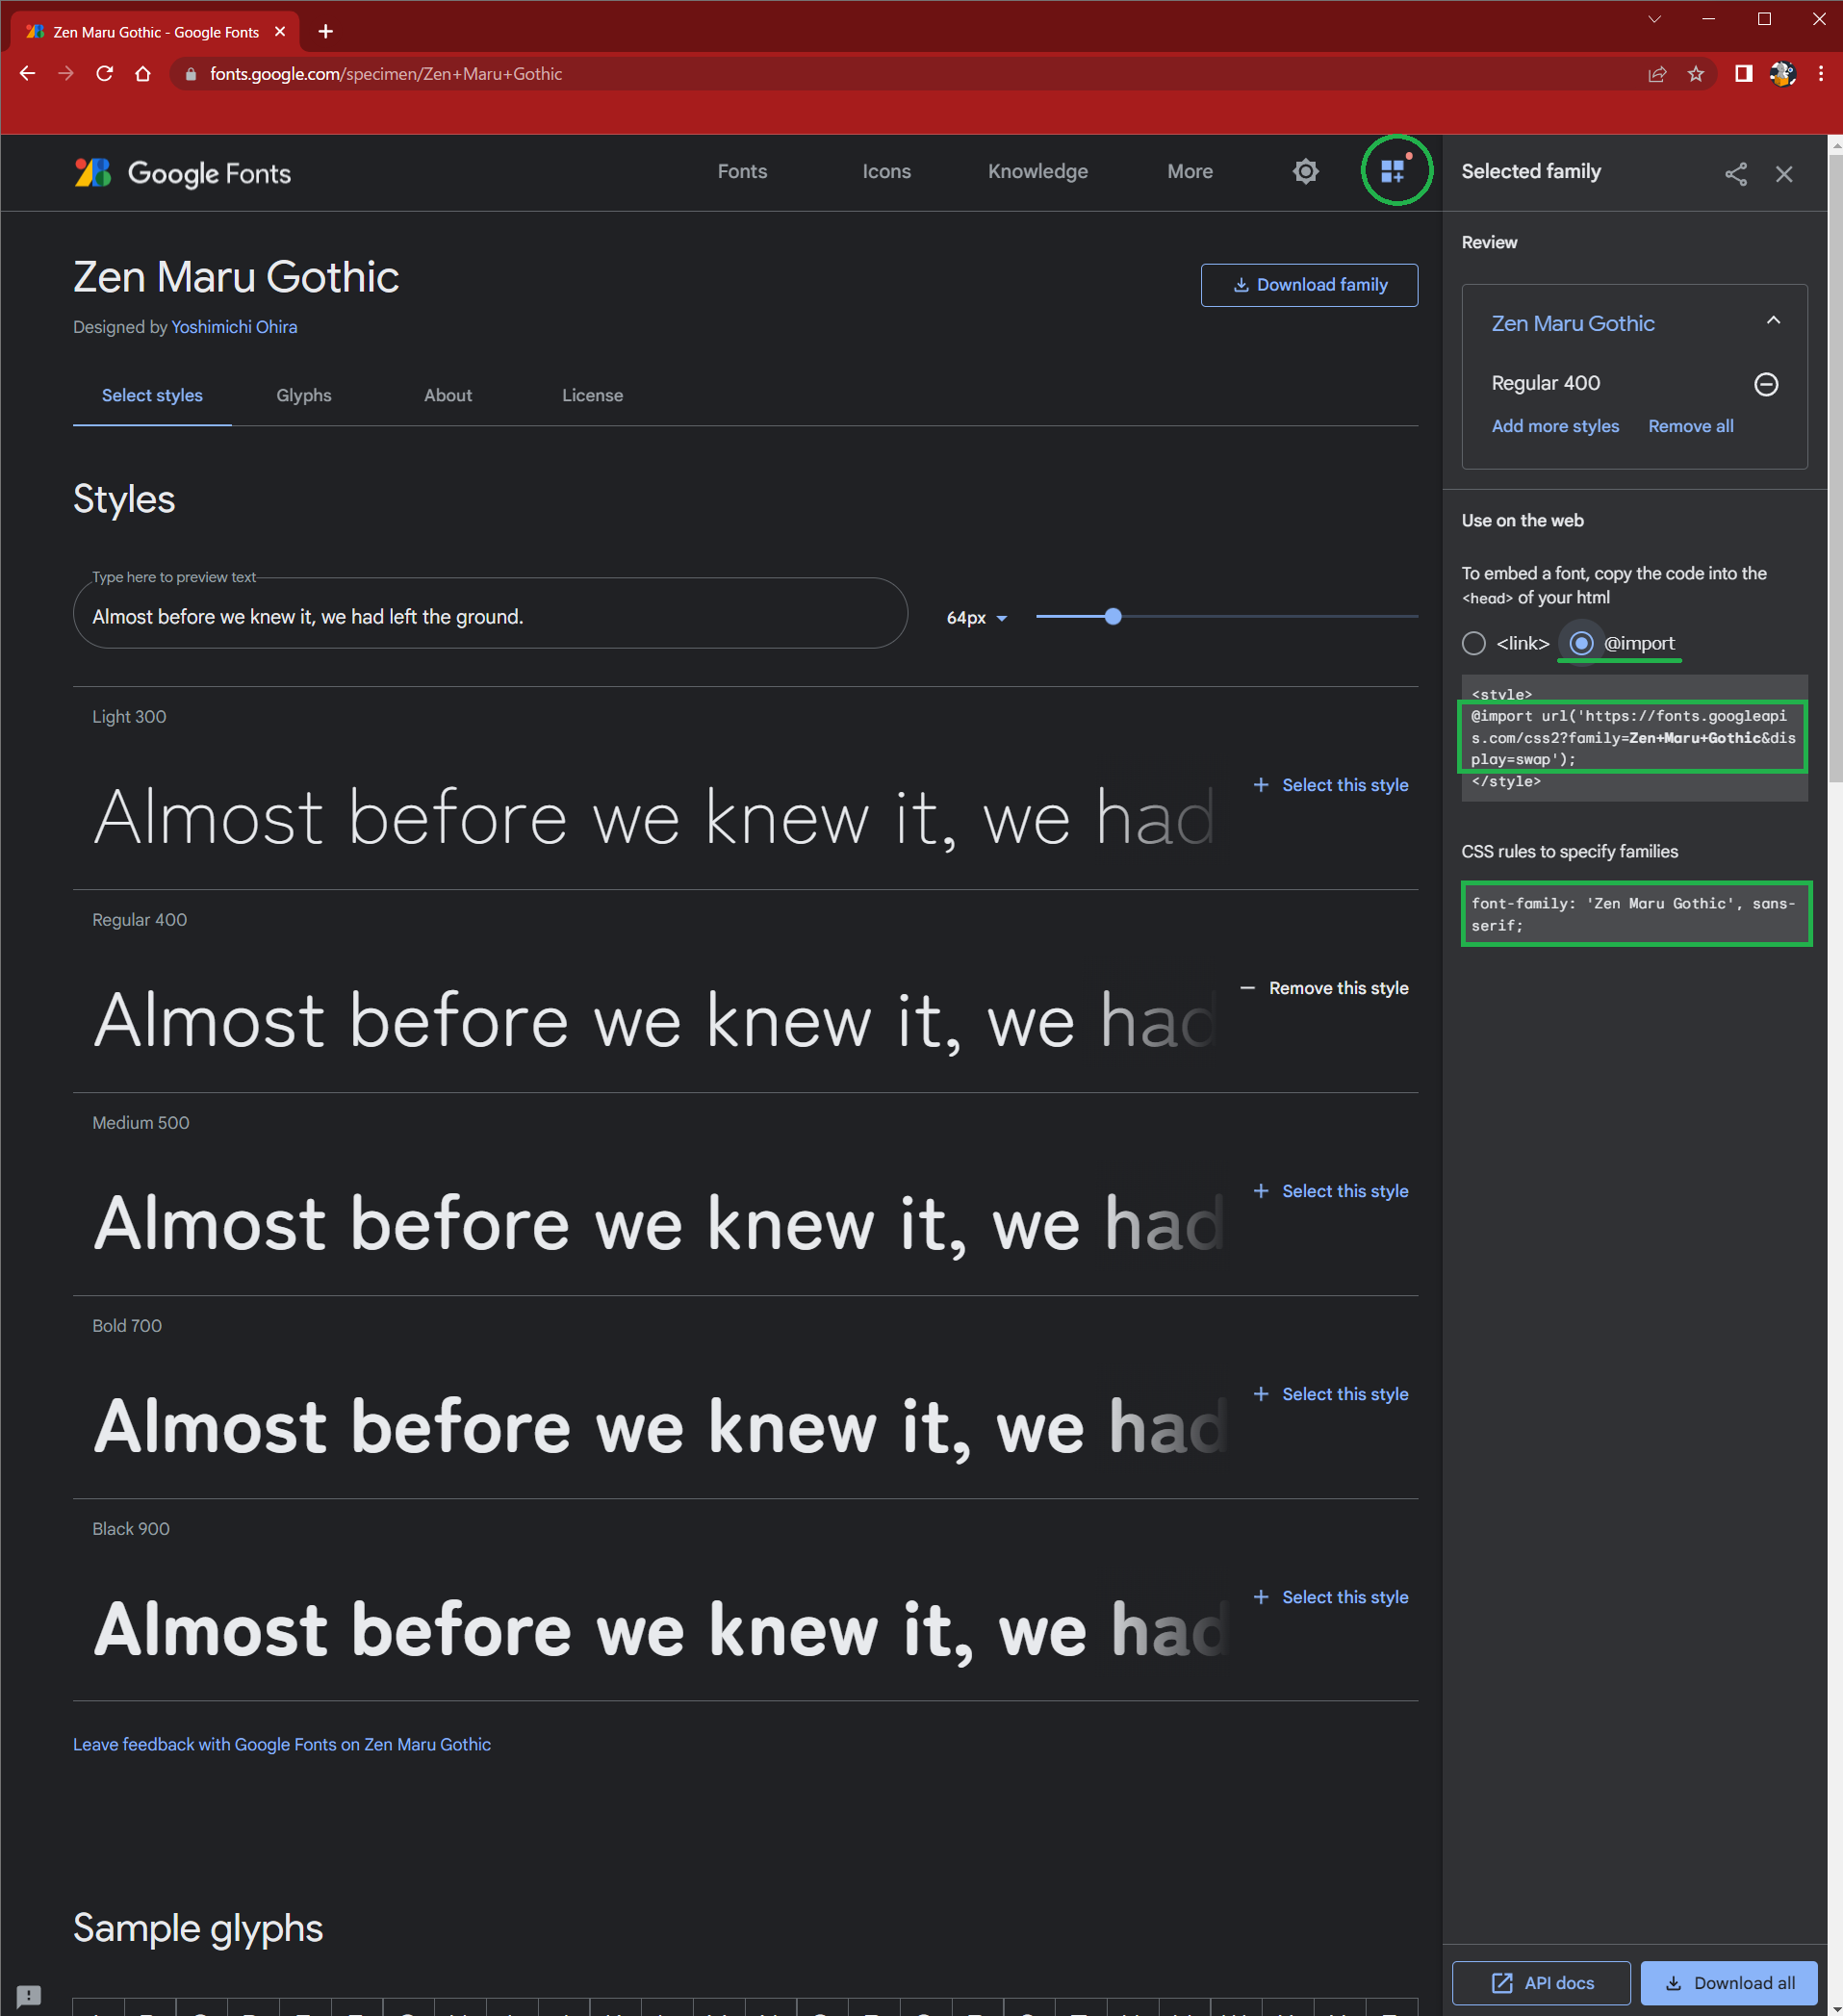 Zen Maru Gothic - Google Fonts
fonts.google.com/specimen/Zen+Maru+Gothic
Google Fonts
Fonts
Icons
Knowledge
More
Zen Maru Gothic
Download family
Designed by Yoshimichi Ohira
Select styles
Glyphs
About
License
Styles
Type here to preview text
Almost before we knew it, we had left the ground.
64px
Light 300
Almost before we knew it, we had
Select this style
Regular 400
Almost before we knew it, we had
Remove this style
Medium 500
Almost before we knew it, we had
Select this style
Bold 700
Almost before we knew it, we had
Select this style
Black 900
Almost before we knew it, we had
Select this style
Leave feedback with Google Fonts on Zen Maru Gothic
Sample glyphs
Selected family
Review
Zen Maru Gothic
Regular 400
Add more styles
Remove all
Use on the web
To embed a font, copy the code into the
<head> of your html
<link>
@import
<style>
@import url('https://fonts.googleapi
s.com/css2?family=Zen+Maru+Gothic&dis
play=swap');
</style>
CSS rules to specify families
font-family: 'Zen Maru Gothic', sans-
serif;
API docs
Download all